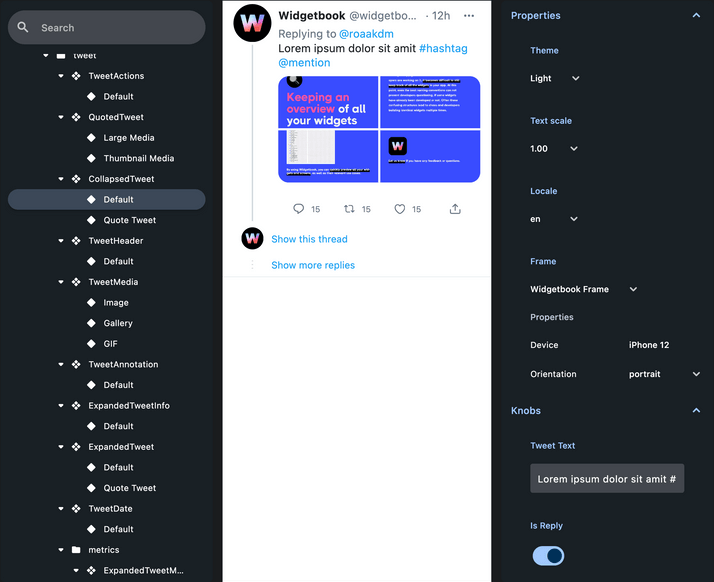 Search
tweet
TweetActions
Default
QuotedTweet
Large Media
Thumbnail Media
CollapsedTweet
Default
Quote Tweet
TweetHeader
Default
TweetMedia
Image
Gallery
GIF
TweetAnnotation
Default
ExpandedTweetInfo
Default
ExpandedTweet
Default
Quote Tweet
TweetDate
Default
metrics
ExpandedTweetM...
Widgetbook @widgetbo... · 12h
Replying to @roaakdm
Lorem ipsum dolor sit amit #hashtag
@mention
Keeping an
overview of all
your widgets
15
15
15
Show this thread
Show more replies
Properties
Theme
Light
Text scale
1.00
Locale
en
Frame
Widgetbook Frame
Properties
Device iPhone 12
Orientation portrait
Knobs
Tweet Text
Lorem ipsum dolor sit amit #
Is Reply